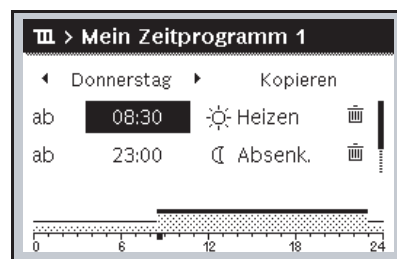 > Mein Zeitprogramm 1
Donnerstag Kopieren
ab 08:30 Heizen
ab 23:00 Absenk.
0 6 12 18 24